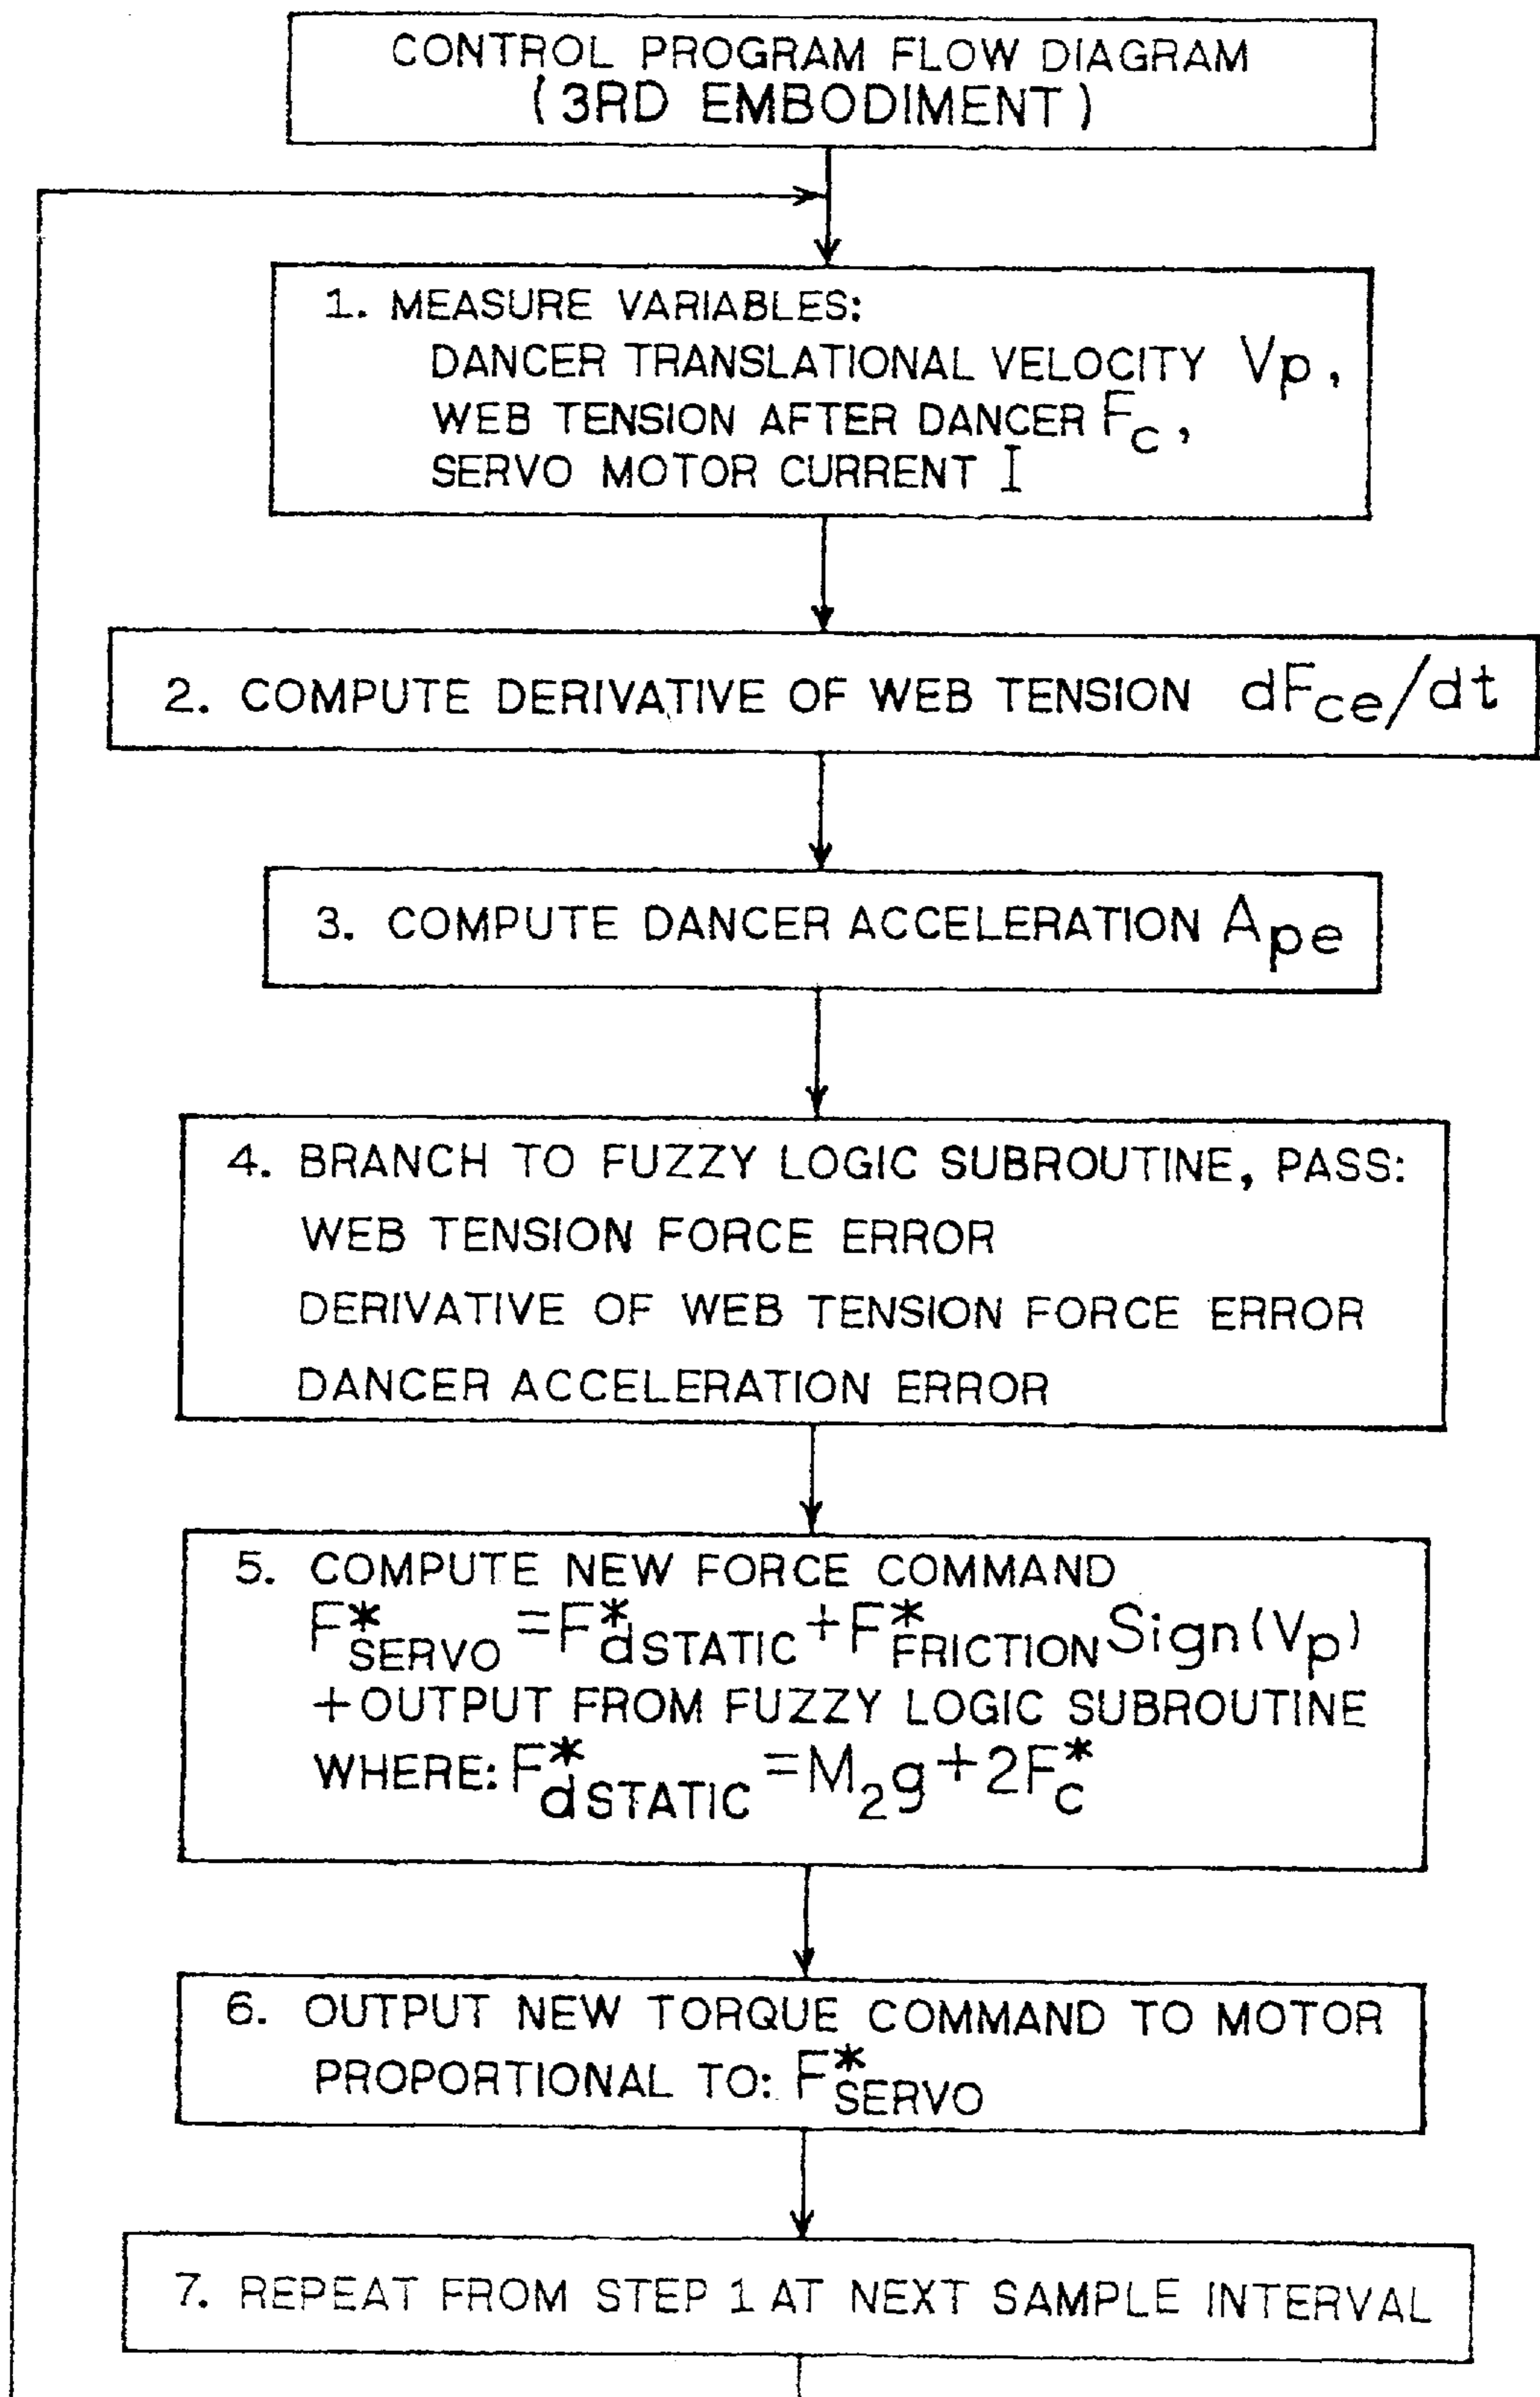 CONTROL PROGRAM FLOW DIAGRAM
(3RD EMBODIMENT)
1. MEASURE VARIABLES:
DANCER TRANSLATIONAL VELOCITY Vp,
WEB TENSION AFTER DANCER Fc,
SERVO MOTOR CURRENT I
2. COMPUTE DERIVATIVE OF WEB TENSION dFce/dt
3. COMPUTE DANCER ACCELERATION Ape
4. BRANCH TO FUZZY LOGIC SUBROUTINE, PASS:
WEB TENSION FORCE ERROR
DERIVATIVE OF WEB TENSION FORCE ERROR
DANCER ACCELERATION ERROR
5. COMPUTE NEW FORCE COMMAND
F*SERVO = F*dSTATIC + F*FRICTION Sign(Vp)
+OUTPUT FROM FUZZY LOGIC SUBROUTINE
WHERE: F*dSTATIC = M2g + 2F*c
6. OUTPUT NEW TORQUE COMMAND TO MOTOR
PROPORTIONAL TO: F*SERVO
7. REPEAT FROM STEP 1 AT NEXT SAMPLE INTERVAL